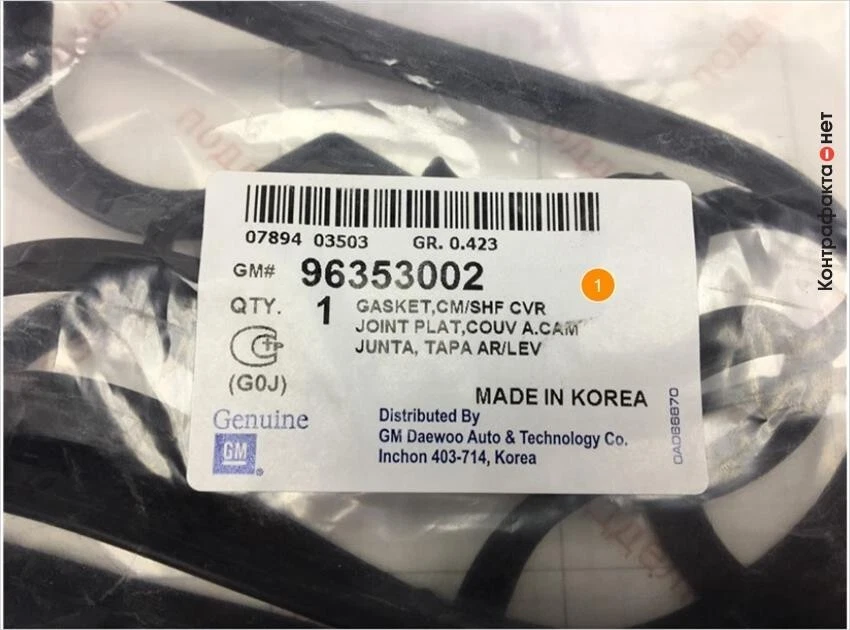 07894 03503 GR. 0.423
GM# 96353002
QTY. 1 GASKET,CM/SHF CVR
JOINT PLAT,COUV A.CAM
JUNTA, TAPA AR/LEV
(G0J)
MADE IN KOREA
Genuine
GM
Distributed By
GM Daewoo Auto & Technology Co.
Inchon 403-714, Korea
0AD86870
1
Контрафакта нет